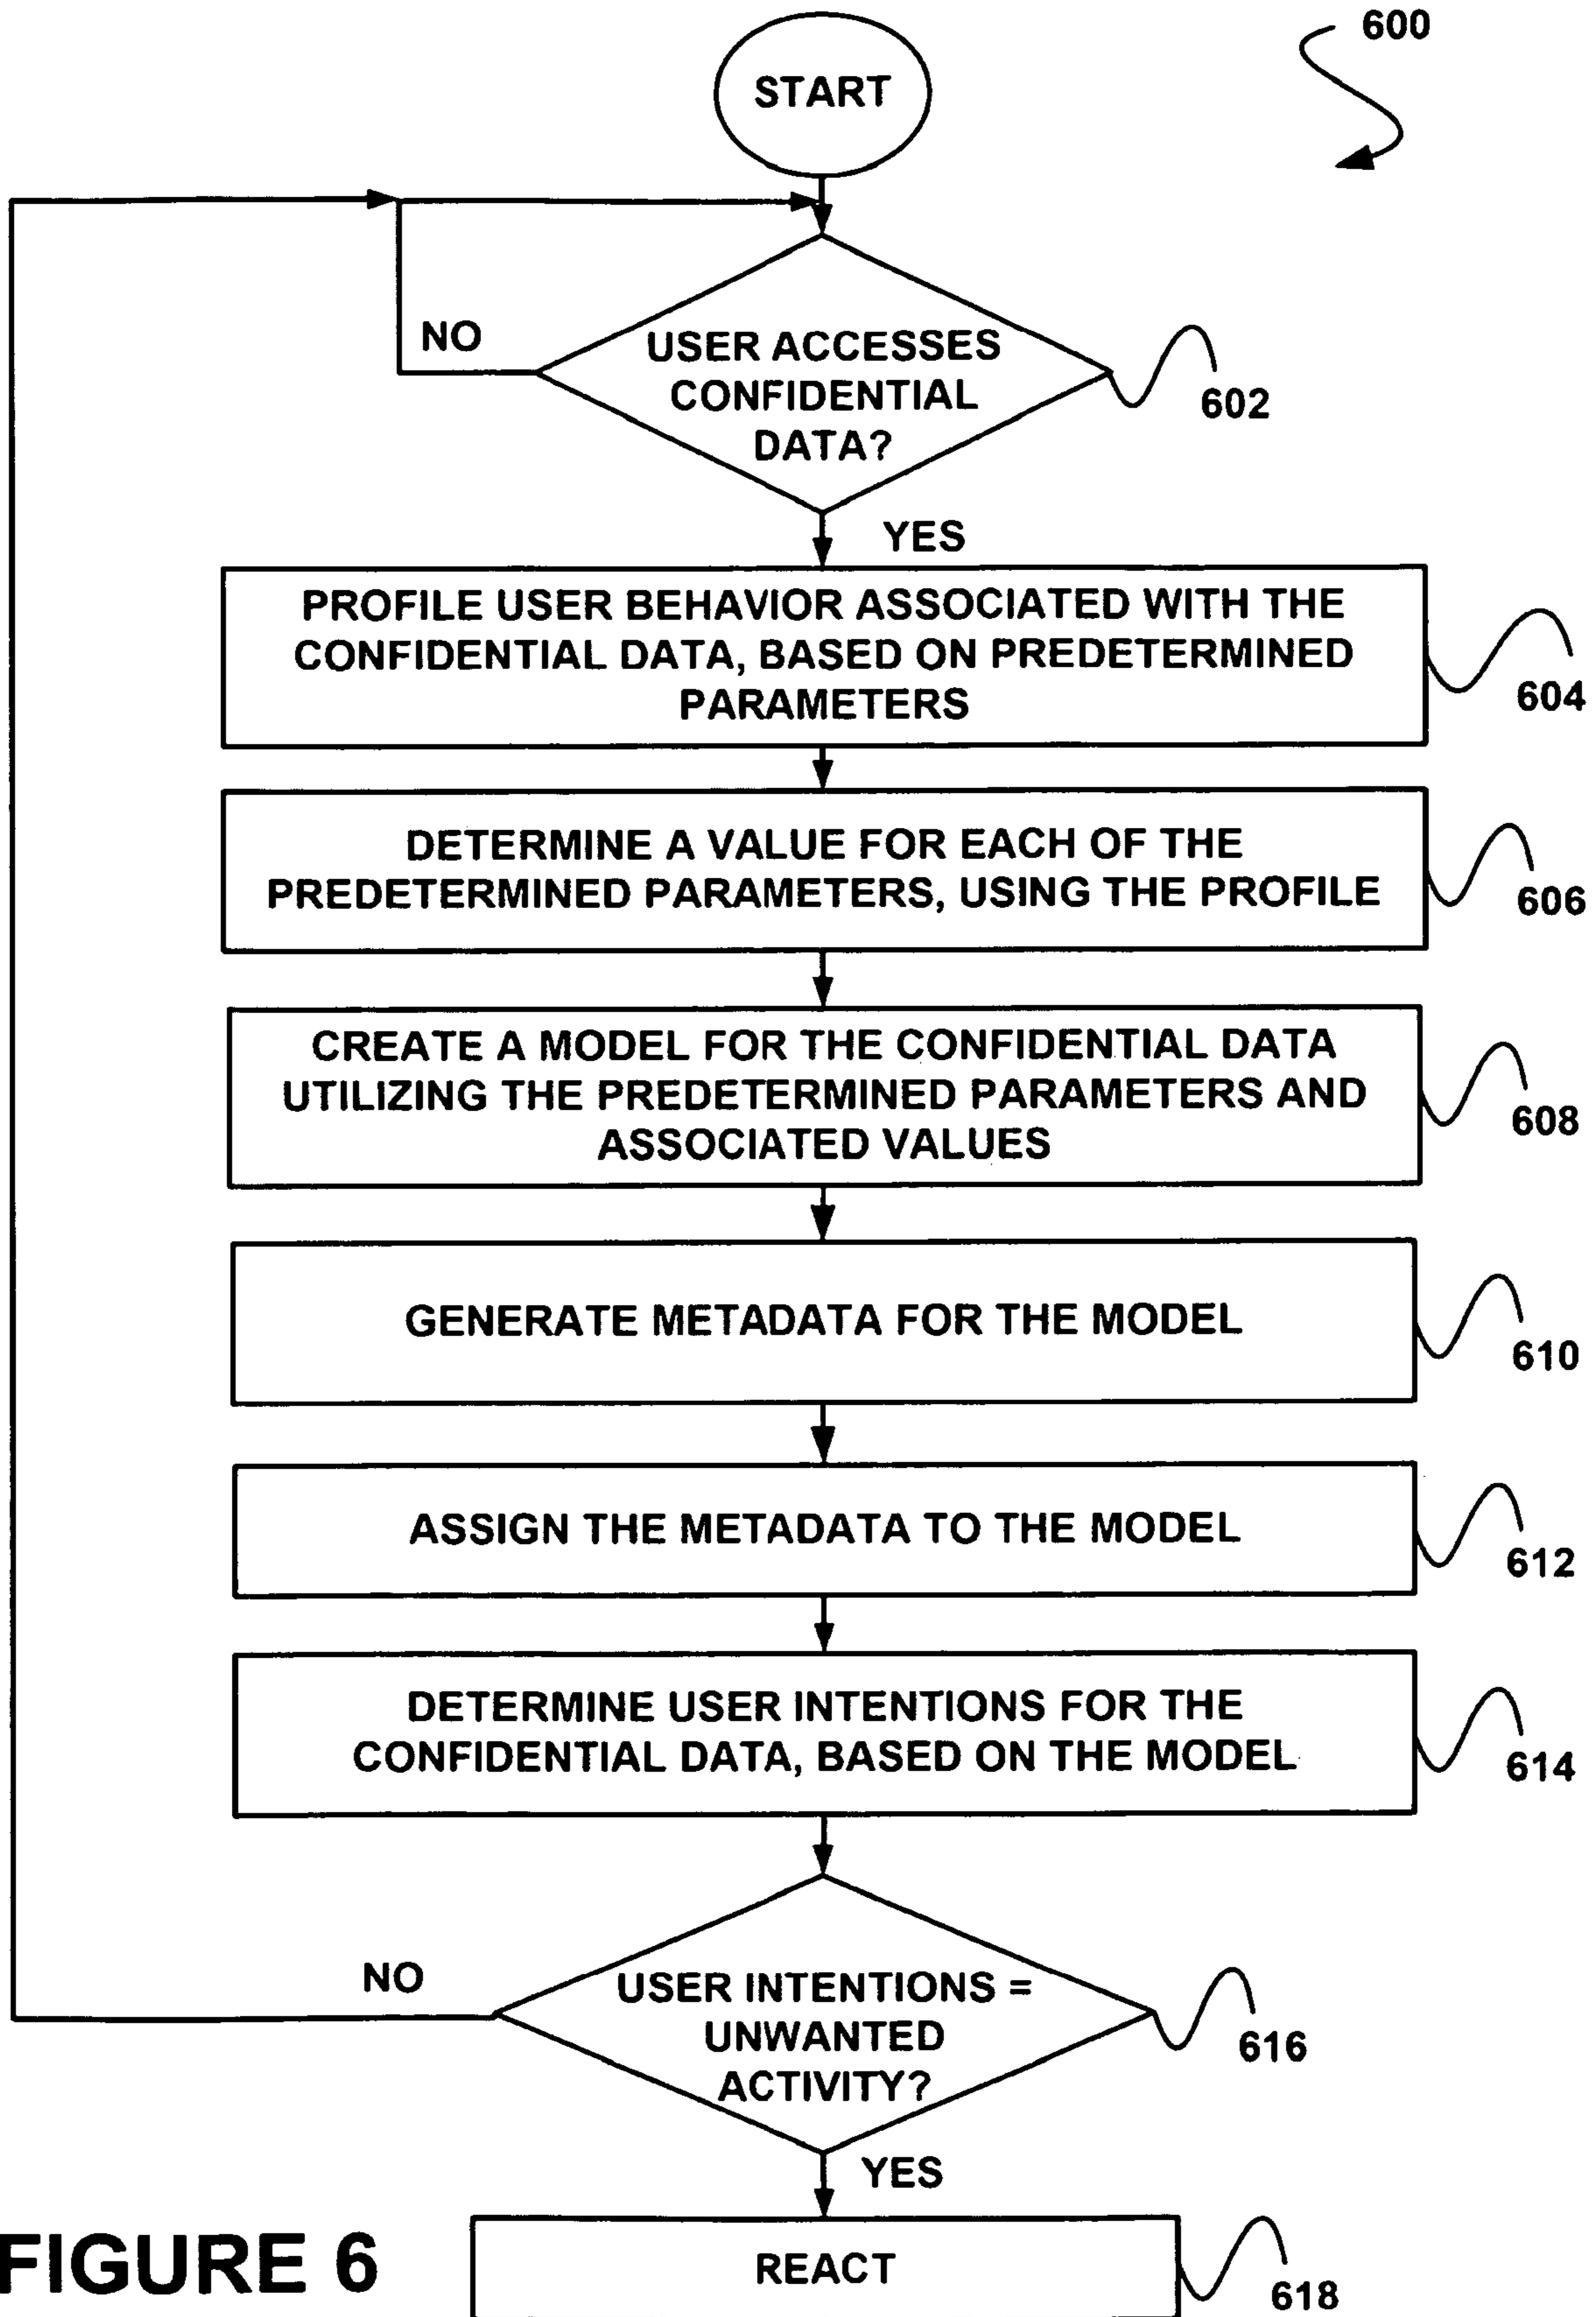 600
START
NO
USER ACCESSES
CONFIDENTIAL
DATA?
602
YES
PROFILE USER BEHAVIOR ASSOCIATED WITH THE
CONFIDENTIAL DATA, BASED ON PREDETERMINED
PARAMETERS
604
DETERMINE A VALUE FOR EACH OF THE
PREDETERMINED PARAMETERS, USING THE PROFILE
606
CREATE A MODEL FOR THE CONFIDENTIAL DATA
UTILIZING THE PREDETERMINED PARAMETERS AND
ASSOCIATED VALUES
608
GENERATE METADATA FOR THE MODEL
610
ASSIGN THE METADATA TO THE MODEL
612
DETERMINE USER INTENTIONS FOR THE
CONFIDENTIAL DATA, BASED ON THE MODEL
614
NO
USER INTENTIONS =
UNWANTED
ACTIVITY?
616
YES
REACT
618
FIGURE 6